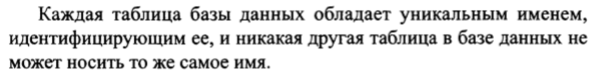 Каждая таблица базы данных обладает уникальным именем,
идентифицирующим ее, и никакая другая таблица в базе данных не
может носить то же самое имя.